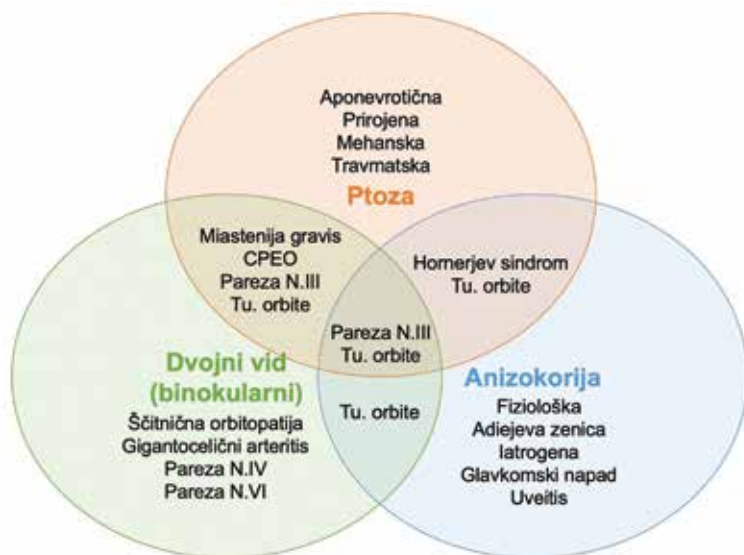 Aponevrotična
Prirojena
Mehanska
Travmatska
Ptoza
Miastenija gravis
CPEO
Pareza N.III
Tu. orbite
Hornerjev sindrom
Tu. orbite
Pareza N.III
Tu. orbite
Dvojni vid
(binokularni)
Ščitnična orbitopatija
Gigantocelični arteritis
Pareza N.IV
Pareza N.VI
Tu. orbite
Anizokorija
Fiziološka
Adiejeva zenica
Iatrogena
Glavkomski napad
Uveitis